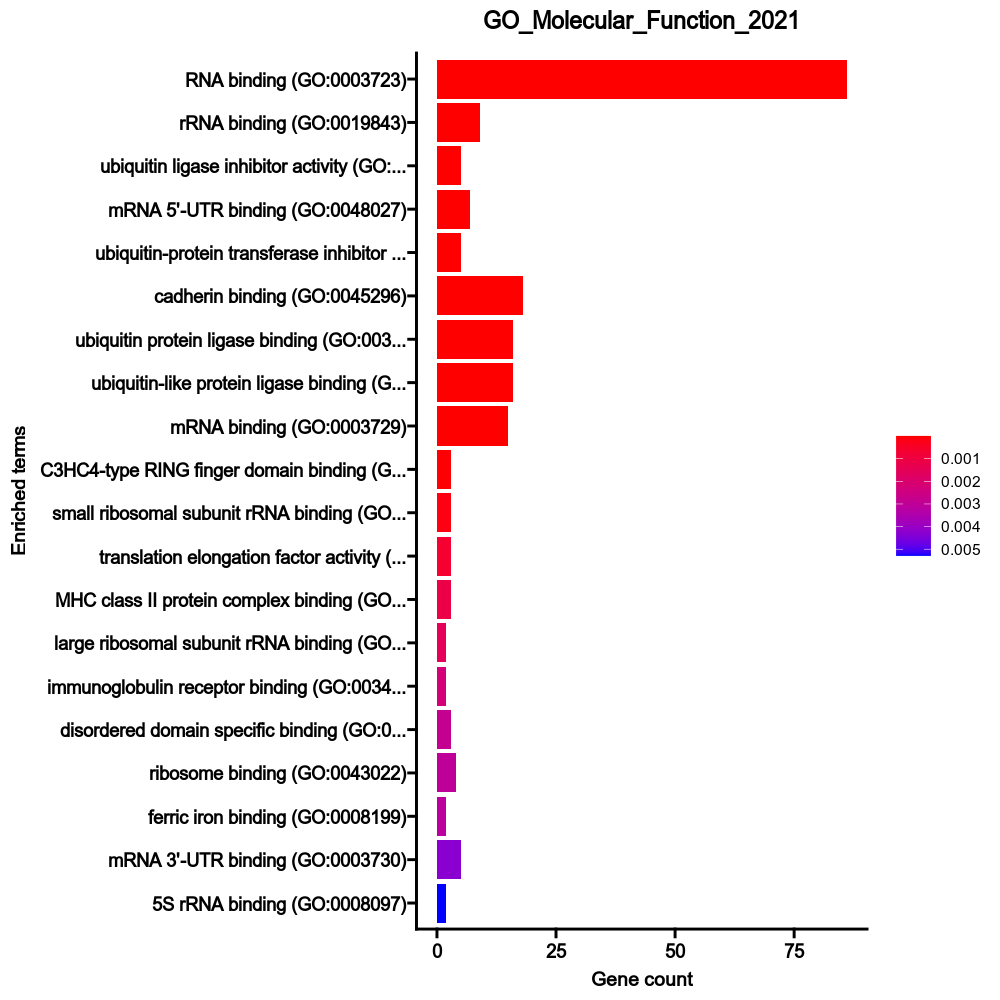 GO_Molecular_Function_2021
RNA binding (GO:0003723)
rRNA binding (GO:0019843)
ubiquitin ligase inhibitor activity (GO:...
mRNA 5'-UTR binding (GO:0048027)
ubiquitin-protein transferase inhibitor ...
cadherin binding (GO:0045296)
ubiquitin protein ligase binding (GO:003...
ubiquitin-like protein ligase binding (G...
mRNA binding (GO:0003729)
C3HC4-type RING finger domain binding (G...
small ribosomal subunit rRNA binding (GO...
translation elongation factor activity (...
MHC class II protein complex binding (GO...
large ribosomal subunit rRNA binding (GO...
immunoglobulin receptor binding (GO:0034...
disordered domain specific binding (GO:0...
ribosome binding (GO:0043022)
ferric iron binding (GO:0008199)
mRNA 3'-UTR binding (GO:0003730)
5S rRNA binding (GO:0008097)
Enriched terms
0 25 50 75
Gene count
0.001
0.002
0.003
0.004
0.005